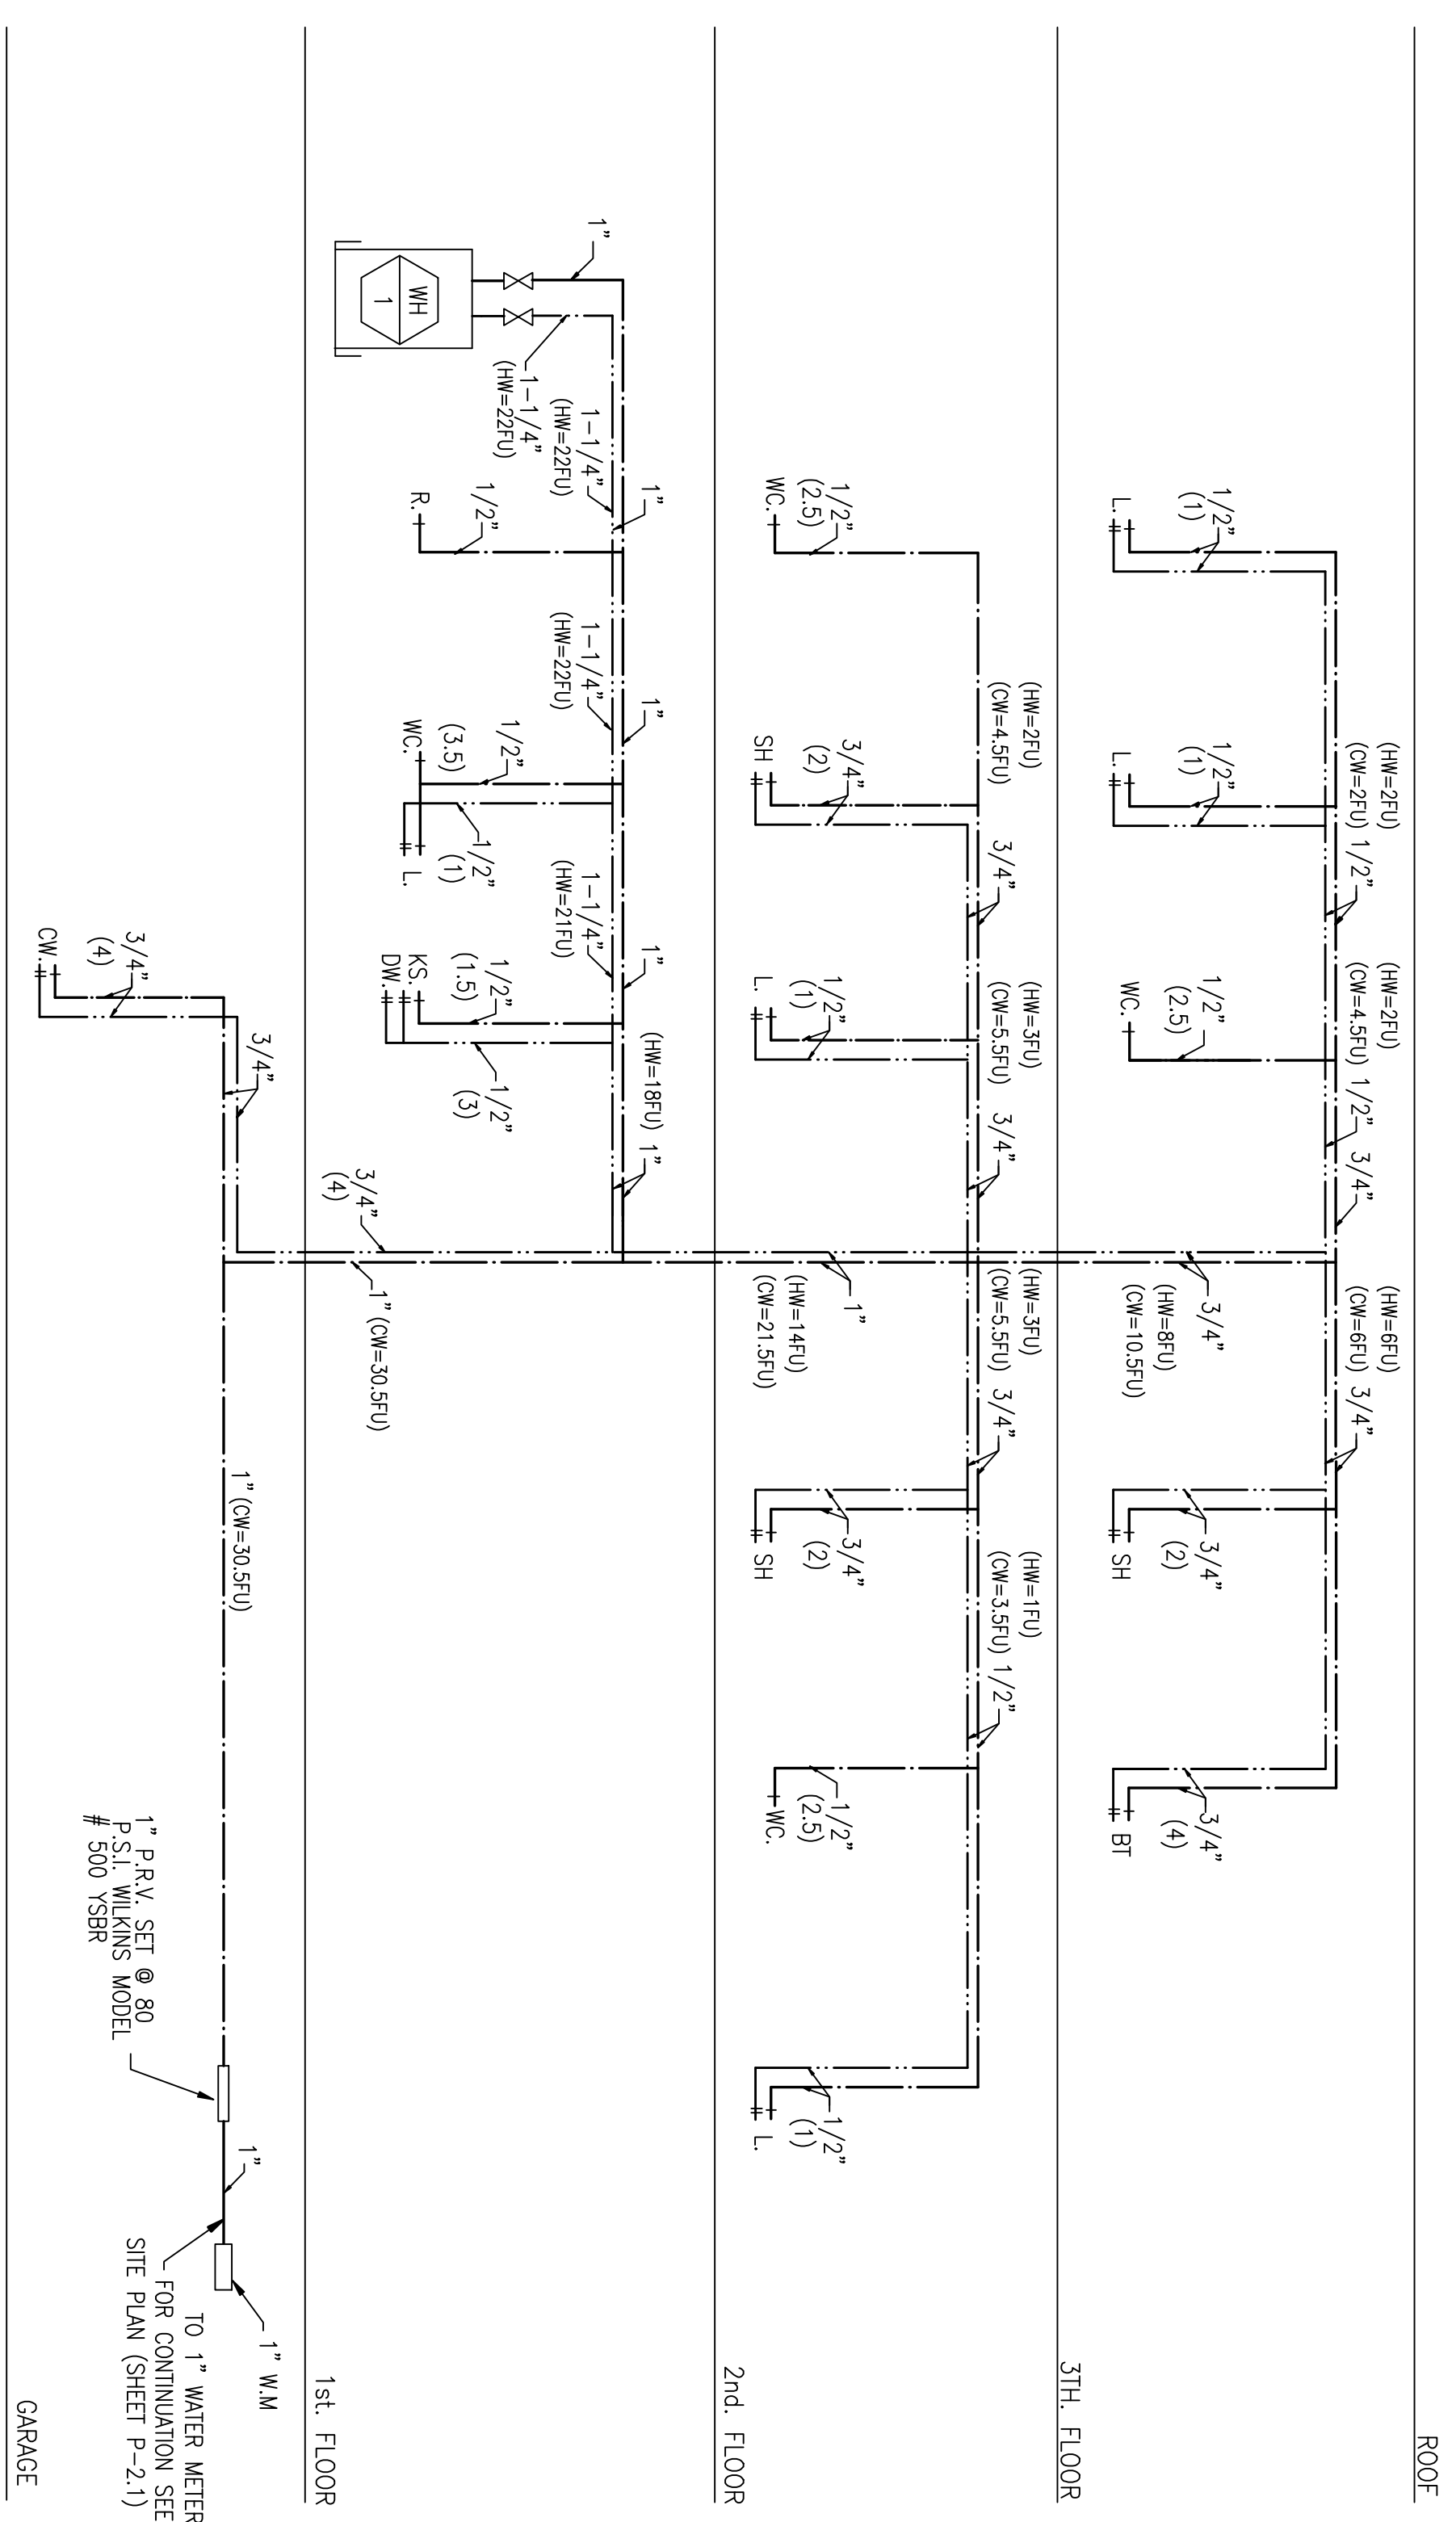 ROOF
(HW=2FU)
(CW=2FU)
1/2"
(HW=2FU)
(CW=4.5FU)
1/2"
3/4"
(HW=6FU)
(CW=6FU)
3/4"
1/2"
(1)
L.
1/2"
(1)
L.
1/2"
(2.5)
WC.
3/4"
(HW=8FU)
(CW=10.5FU)
3/4"
(2)
SH
3/4"
(4)
BT
3TH. FLOOR
(HW=2FU)
(CW=4.5FU)
3/4"
(HW=3FU)
(CW=5.5FU)
3/4"
(HW=3FU)
(CW=5.5FU)
3/4"
(HW=1FU)
(CW=3.5FU)
1/2"
1/2"
(2.5)
WC.
3/4"
(2)
SH
1/2"
(1)
L.
1"
(HW=14FU)
(CW=21.5FU)
3/4"
(2)
SH
1/2"
(2.5)
WC.
1/2"
(1)
L.
2nd. FLOOR
1"
1"
1"
1"
(HW=18FU)
1"
1-1/4"
(HW=22FU)
1-1/4"
(HW=22FU)
1-1/4"
(HW=22FU)
1-1/4"
(HW=21FU)
WH
1
1/2"
R.
1/2"
(3.5)
WC.
1/2"
(1)
L.
1/2"
(1.5)
KS.
DW.
1/2"
(3)
3/4"
(4)
1" (CW=30.5FU)
1st. FLOOR
3/4"
(4)
CW.
3/4"
1" (CW=30.5FU)
1" P.R.V. SET @ 80
P.S.I. WILKINS MODEL
# 500 YSBR
1"
1" W.M
TO 1" WATER METER
FOR CONTINUATION SEE
SITE PLAN (SHEET P-2.1)
GARAGE